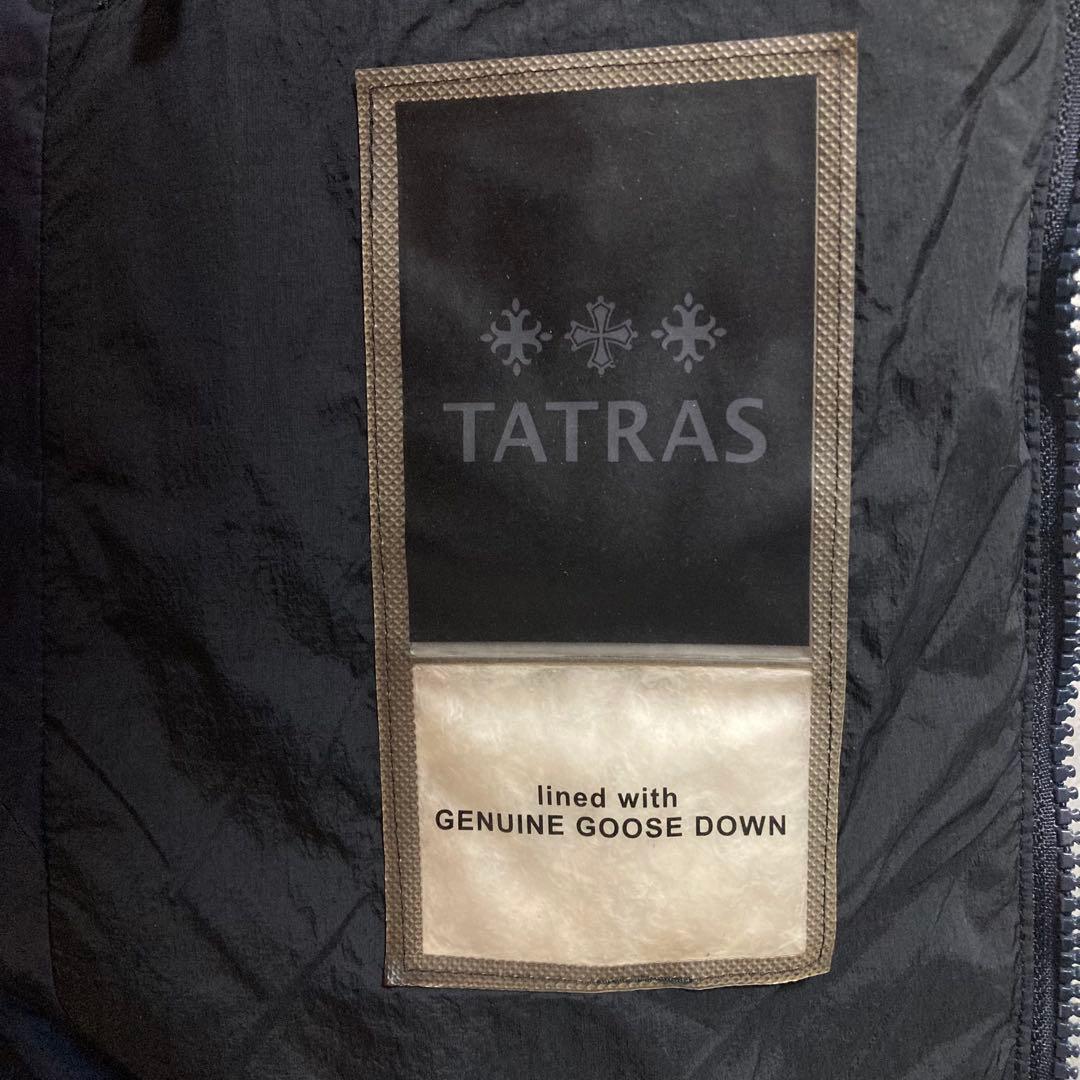 TATRAS
lined with
GENUINE GOOSE DOWN